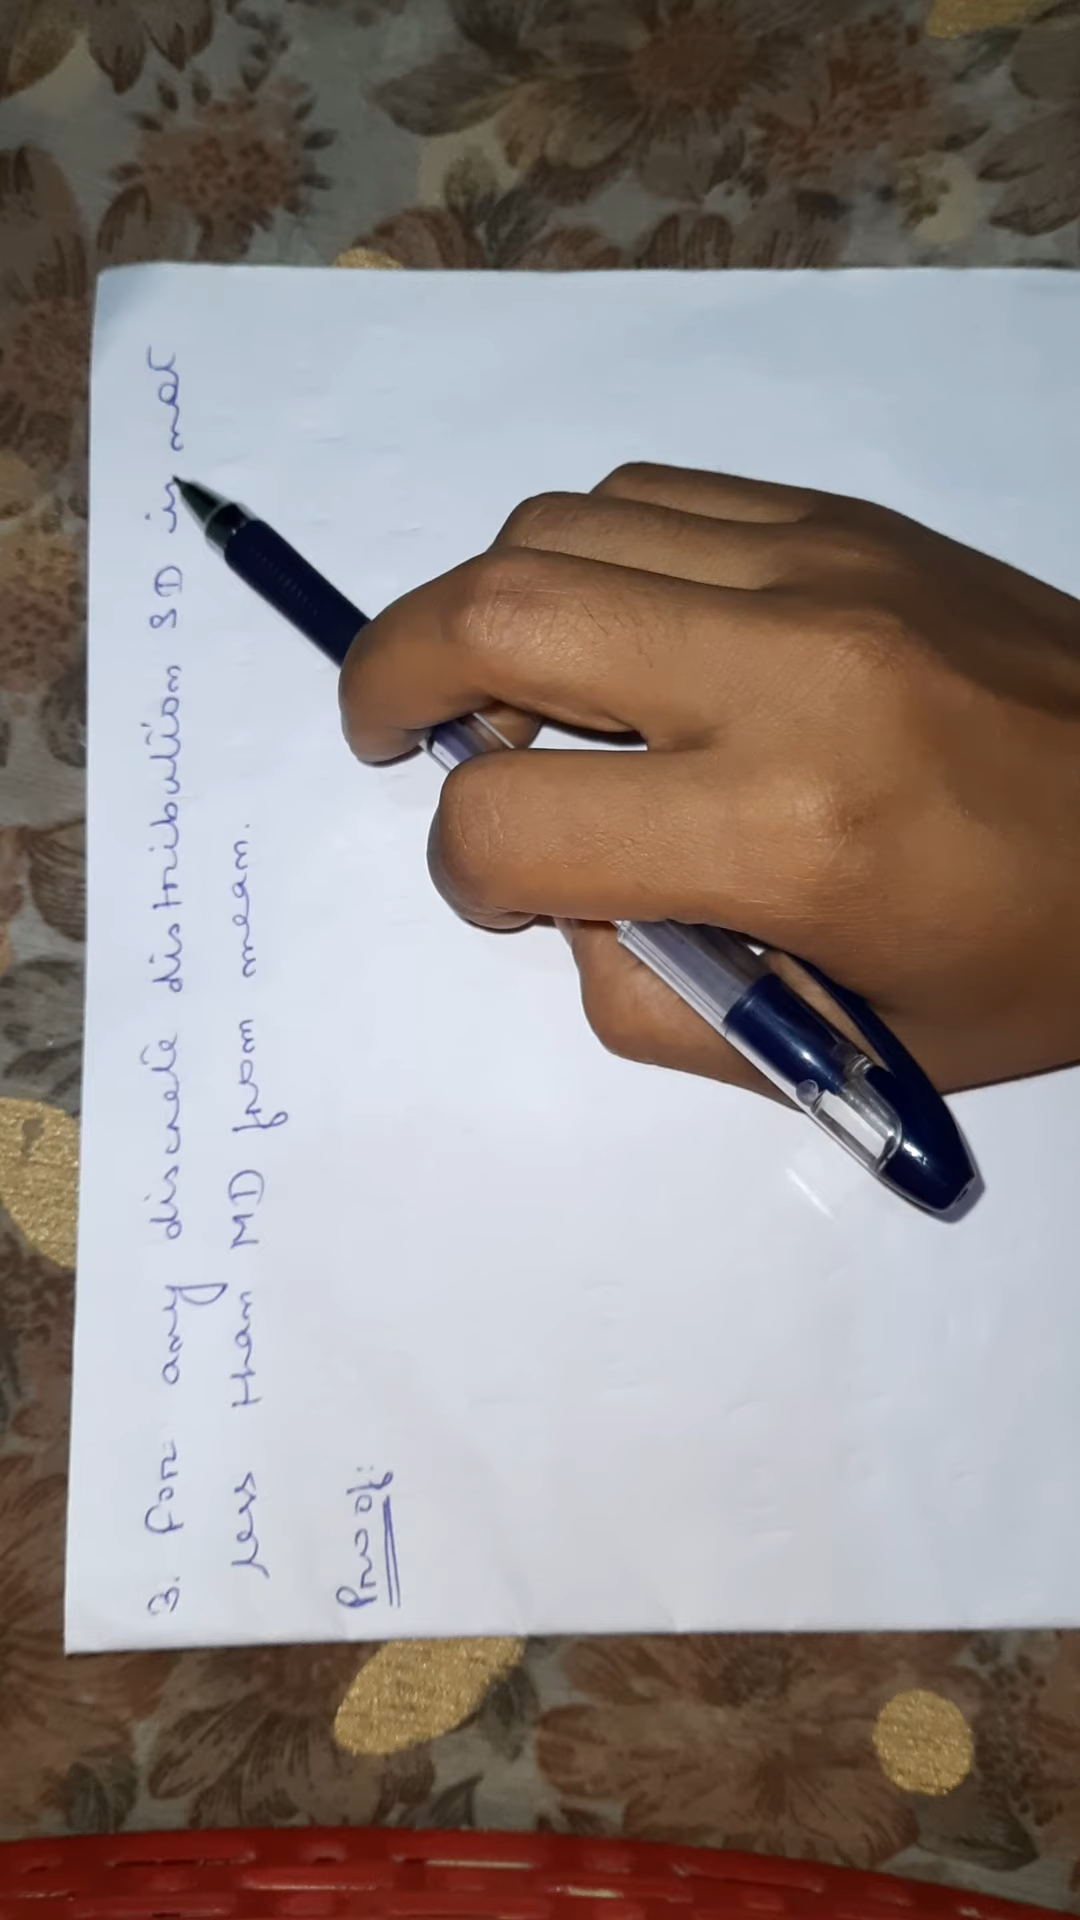 3. For any discrete distribution SD is not
less than MD from mean.
Proof: